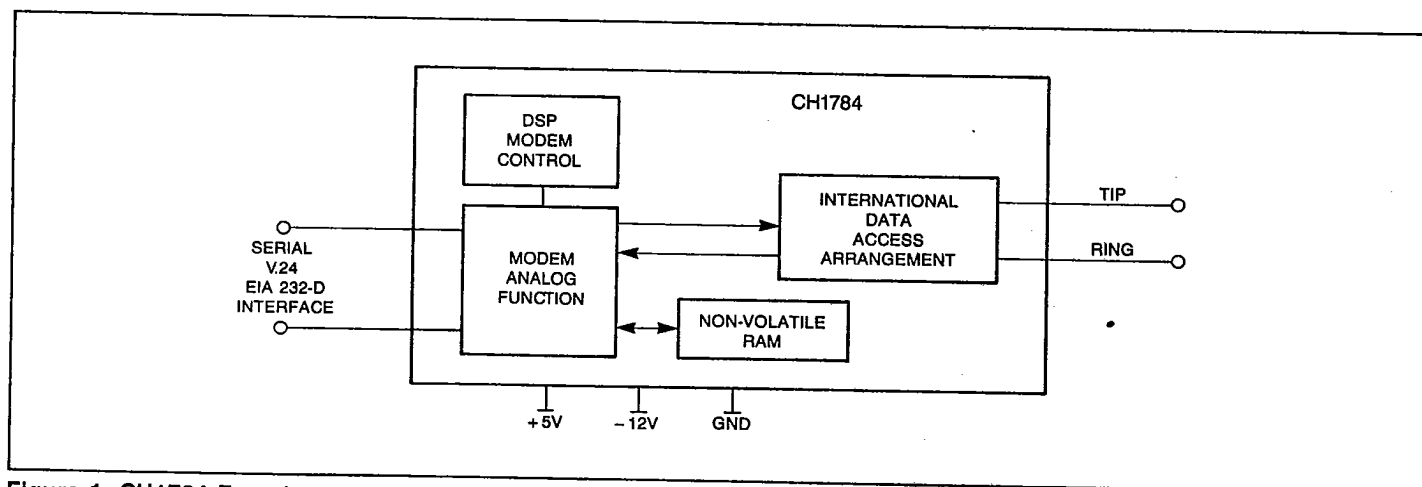 CH1784
DSP
MODEM
CONTROL
SERIAL
V.24
EIA 232-D
INTERFACE
MODEM
ANALOG
FUNCTION
INTERNATIONAL
DATA
ACCESS
ARRANGEMENT
NON-VOLATILE
RAM
TIP
RING
+5V
-12V
GND
Figure 1. CH1784